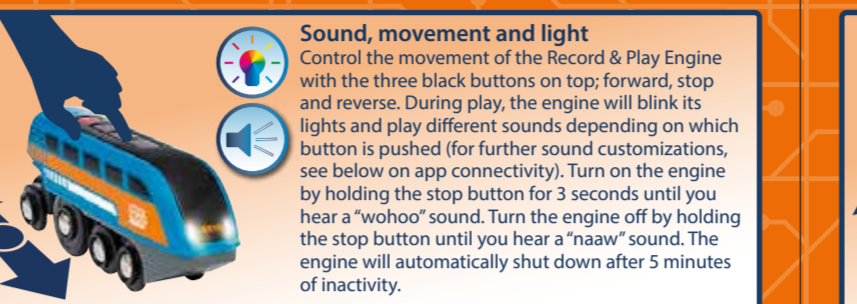 Sound, movement and light
Control the movement of the Record & Play Engine
with the three black buttons on top; forward, stop
and reverse. During play, the engine will blink its
lights and play different sounds depending on which
button is pushed (for further sound customizations,
see below on app connectivity). Turn on the engine
by holding the stop button for 3 seconds until you
hear a “wohoo” sound. Turn the engine off by holding
the stop button until you hear a “naaw” sound. The
engine will automatically shut down after 5 minutes
of inactivity.